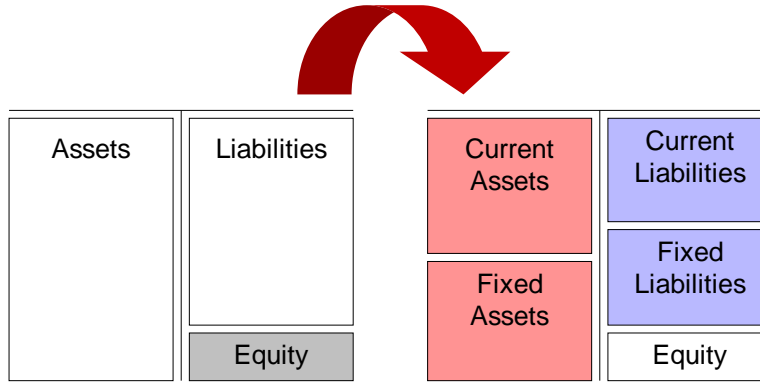 Assets
Liabilities
Equity
Current
Assets
Current
Liabilities
Fixed
Assets
Fixed
Liabilities
Equity